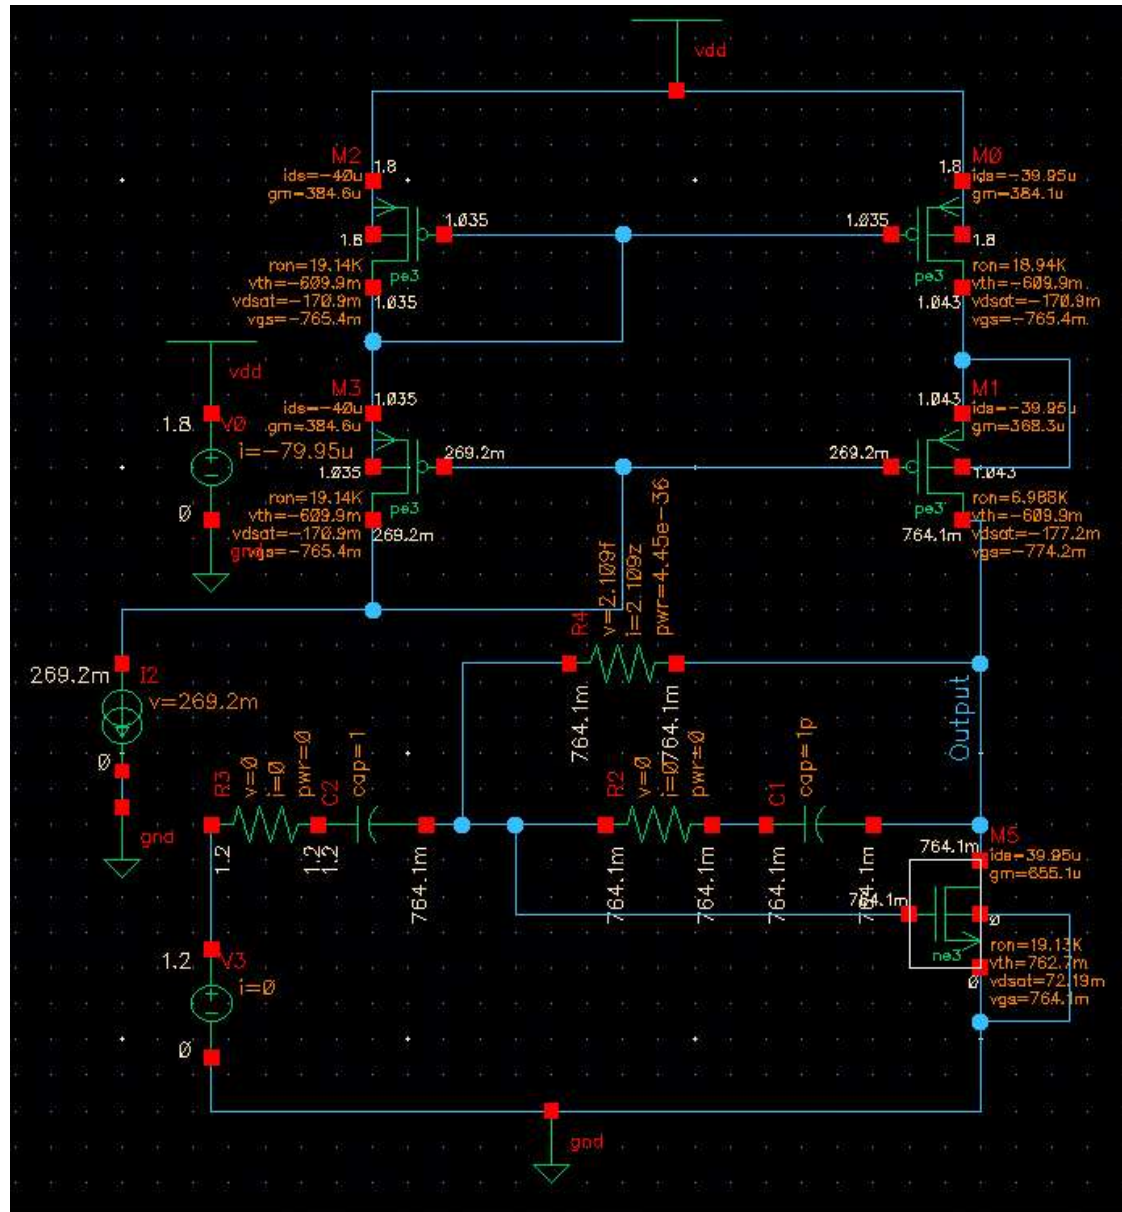 vdd
M2
1.8
ids=-40u
gm=384.6u
1.8
1.035
ron=19.14K
pe3
vth=-609.9m
1.035
vdsat=-170.9m
vgs=-765.4m
M0
1.8
ids=-39.95u
gm=384.1u
1.035
1.8
ron=18.94K
pe3
vth=-609.9m
1.043
vdsat=-170.9m
vgs=-765.4m
vdd
1.8
V0
i=-79.95u
0
gnd
M3
1.035
ids=-40u
gm=384.6u
1.035
269.2m
ron=19.14K
pe3
vth=-609.9m
269.2m
vdsat=-170.9m
vgs=-765.4m
M1
1.043
ids=-39.95u
gm=368.3u
269.2m
1.043
ron=6.988K
pe3
vth=-609.9m
764.1m
vdsat=-177.2m
vgs=-774.2m
R4
v=2.109f
i=2.109z
pwr=4.45e-36
764.1m
764.1m
269.2m
I2
v=269.2m
0
gnd
Output
R3
v=0
i=0
pwr=0
1.2
1.2
C2
cap=1
1.2
764.1m
R2
v=0
i=0
pwr=0
764.1m
764.1m
C1
cap=1p
764.1m
764.1m
M5
764.1m
ids=39.95u
gm=655.1u
764.1m
0
ron=19.13K
ne3
vth=762.7m
0
vdsat=72.19m
vgs=764.1m
1.2
V3
i=0
0
gnd